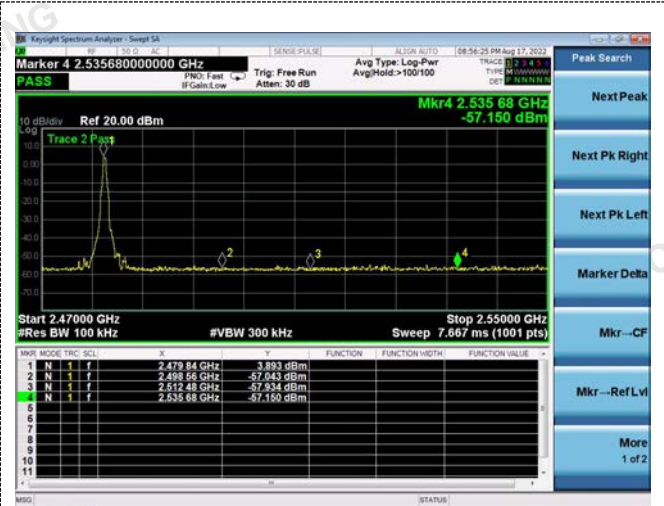 Keysight Spectrum Analyzer - Swept SA
RF 50 Ω AC SENSE:PULSE ALIGN AUTO 08:56:25 PM Aug 17, 2022
Marker 4 2.535680000000 GHz
Avg Type: Log-Pwr
TRACE 1 2 3 4 5 6
PASS
PNO: Fast
Trig: Free Run
Avg|Hold:>100/100
TYPE M WWWWW
IFGain:Low
Atten: 30 dB
DET P N N N N N
Peak Search
Mkr4 2.535 68 GHz
-57.150 dBm
10 dB/div Ref 20.00 dBm
Log
Trace 2 Pass
1
10.0
0.00
-10.0
-20.0
-30.0
-40.0
-50.0
-60.0
-70.0
2
3
4
Start 2.47000 GHz
Stop 2.55000 GHz
#Res BW 100 kHz
#VBW 300 kHz
Sweep 7.667 ms (1001 pts)
MKR MODE TRC SCL X Y FUNCTION FUNCTION WIDTH FUNCTION VALUE
1 N 1 f 2.479 84 GHz 3.893 dBm
2 N 1 f 2.498 56 GHz -57.043 dBm
3 N 1 f 2.512 48 GHz -57.934 dBm
4 N 1 f 2.535 68 GHz -57.150 dBm
5
6
7
8
9
10
11
MSG
STATUS
Next Peak
Next Pk Right
Next Pk Left
Marker Delta
Mkr→CF
Mkr→Ref Lvl
More
1 of 2